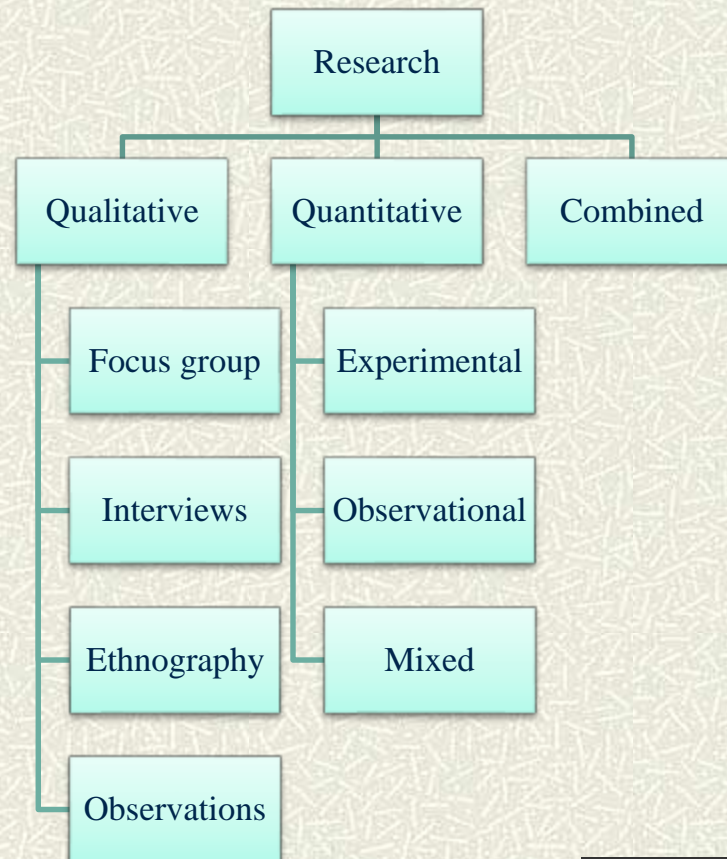 Research
Qualitative
Quantitative
Combined
Focus group
Experimental
Interviews
Observational
Ethnography
Mixed
Observations